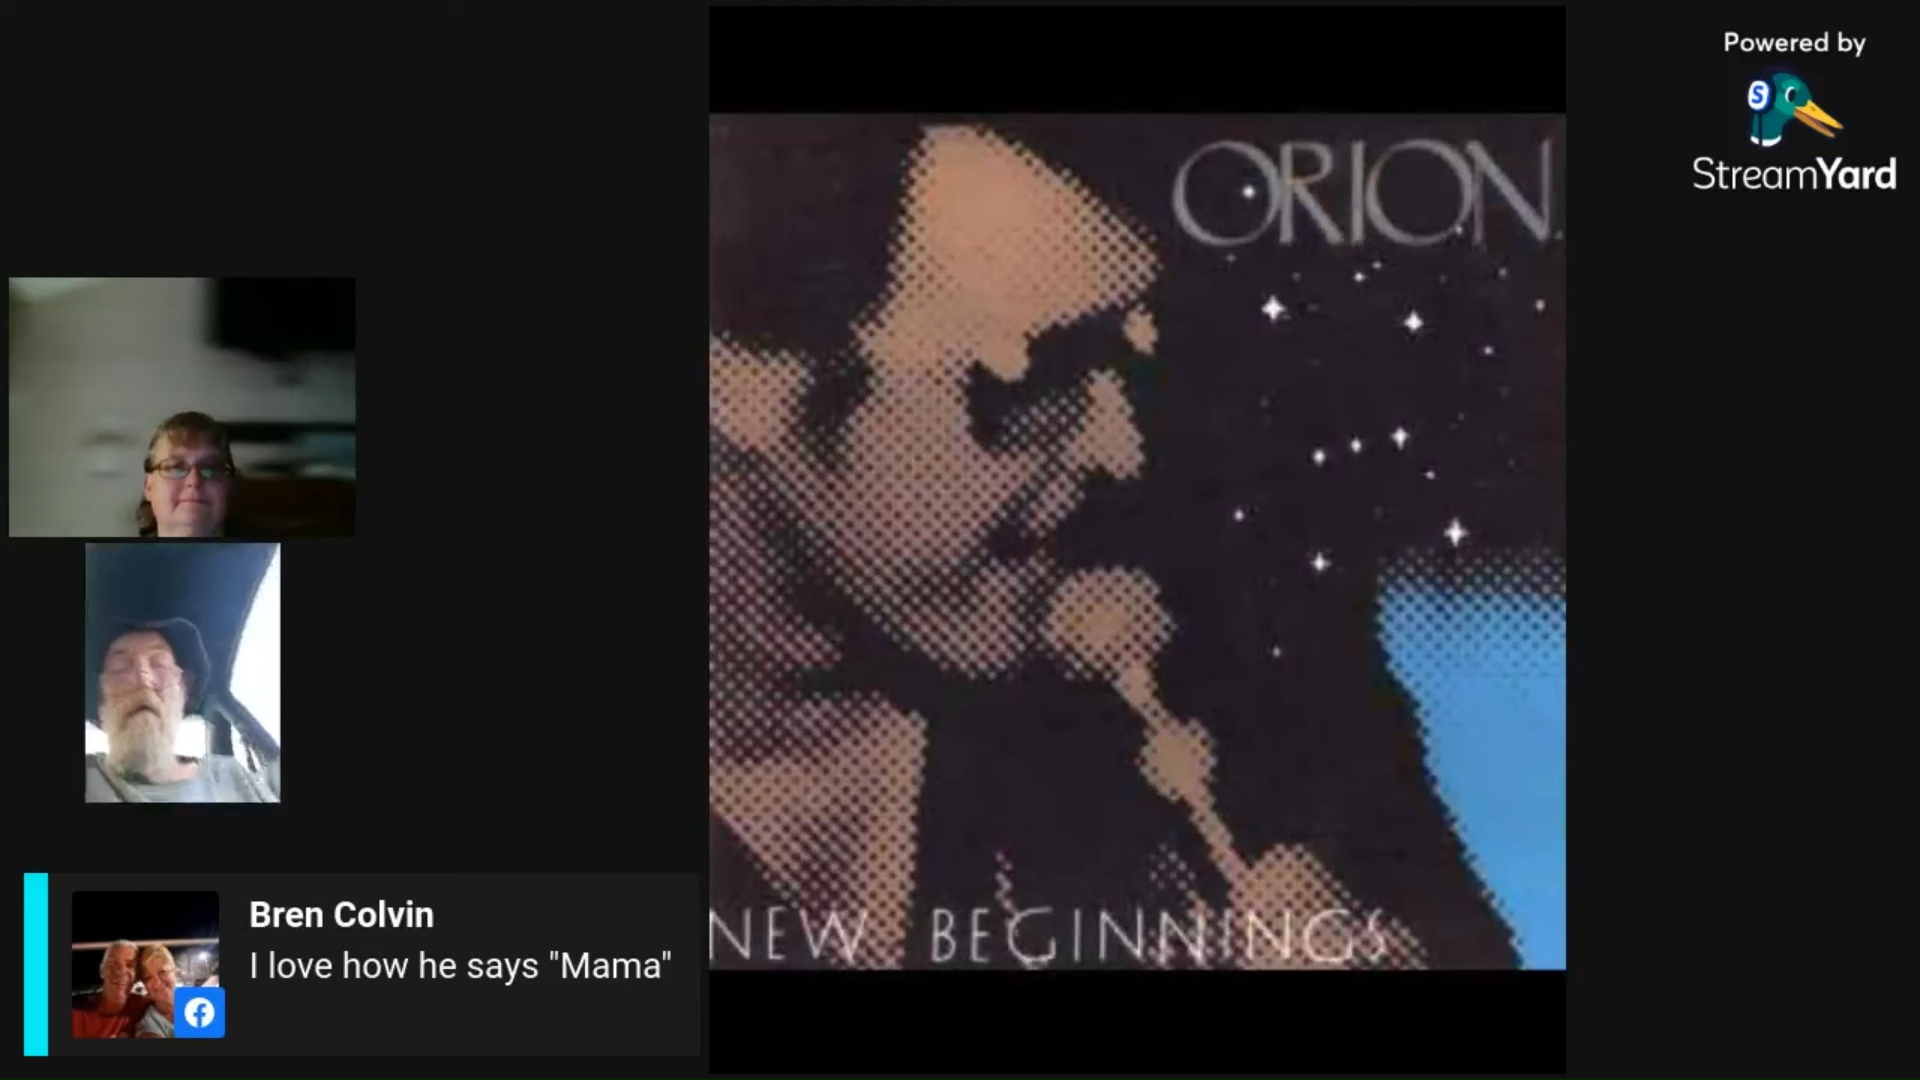 Powered by
S
StreamYard
ORION
NEW BEGINNINGS
Bren Colvin
I love how he says "Mama"